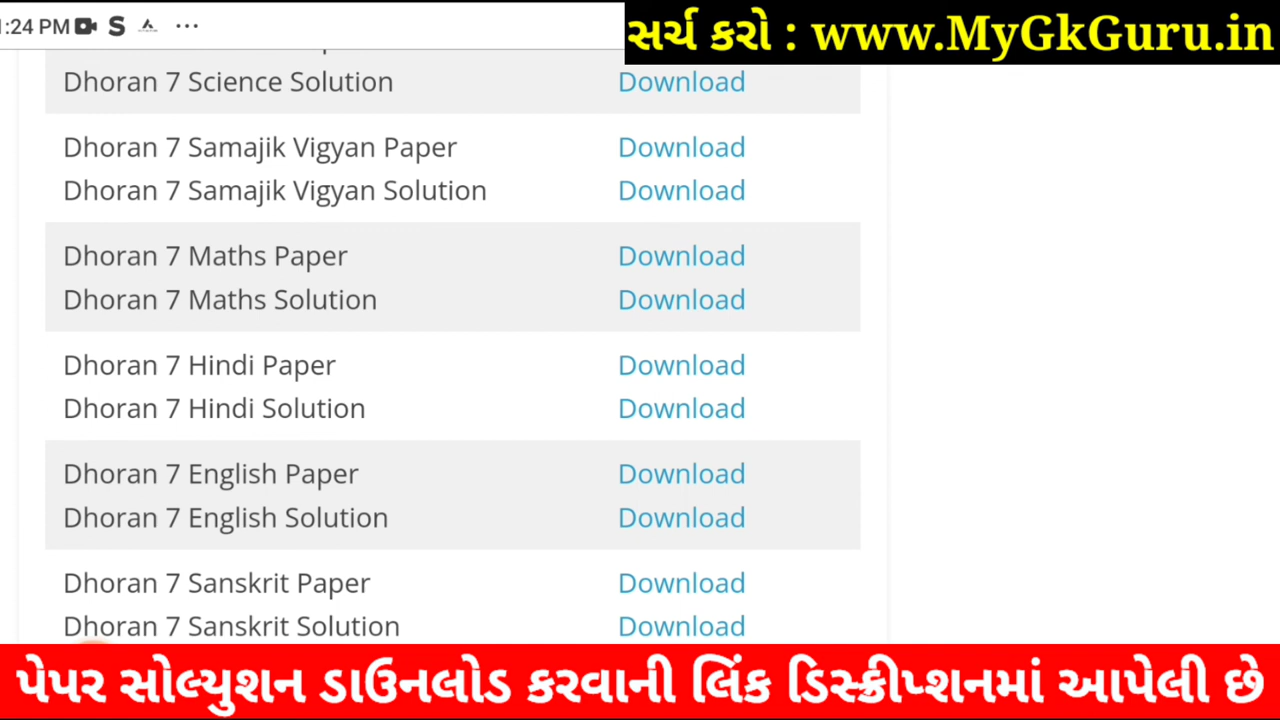 1:24 PM S ...
સર્ચ કરો : www.MyGkGuru.in
Dhoran 7 Science Solution Download
Dhoran 7 Samajik Vigyan Paper Download
Dhoran 7 Samajik Vigyan Solution Download
Dhoran 7 Maths Paper Download
Dhoran 7 Maths Solution Download
Dhoran 7 Hindi Paper Download
Dhoran 7 Hindi Solution Download
Dhoran 7 English Paper Download
Dhoran 7 English Solution Download
Dhoran 7 Sanskrit Paper Download
Dhoran 7 Sanskrit Solution Download
પેપર સોલ્યુશન ડાઉનલોડ કરવાની લિંક ડિસ્ક્રીપ્શનમાં આપેલી છે